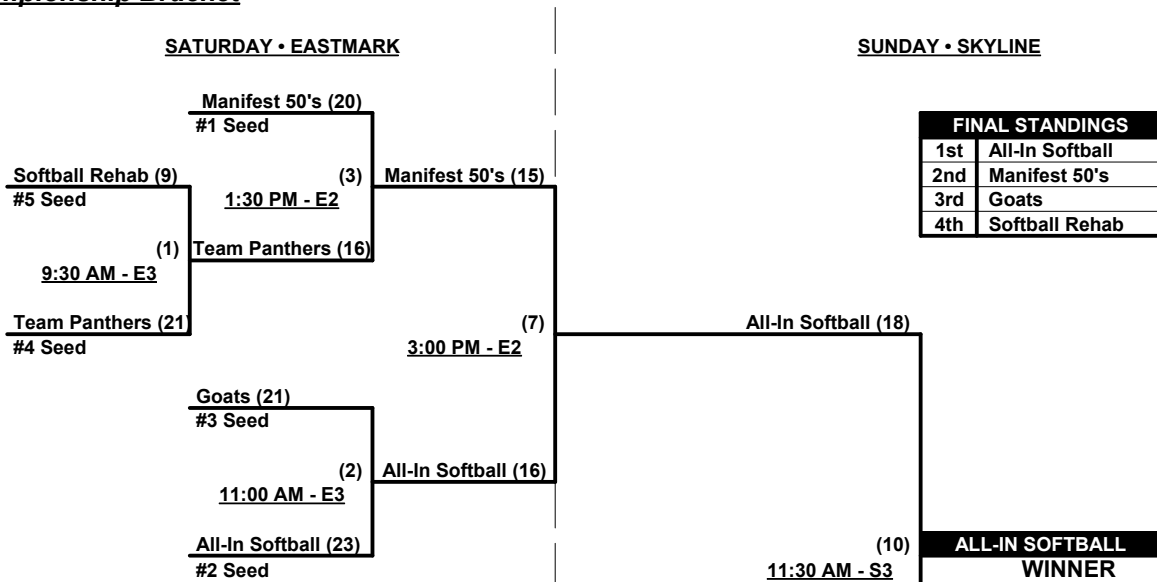 SATURDAY • EASTMARK
SUNDAY • SKYLINE
Manifest 50's (20)
#1 Seed
FINAL STANDINGS
1st All-In Softball
2nd Manifest 50's
3rd Goats
4th Softball Rehab
Softball Rehab (9)
#5 Seed
(3)
1:30 PM - E2
Manifest 50's (15)
(1)
9:30 AM - E3
Team Panthers (16)
Team Panthers (21)
#4 Seed
(7)
3:00 PM - E2
All-In Softball (18)
Goats (21)
#3 Seed
(2)
11:00 AM - E3
All-In Softball (16)
All-In Softball (23)
#2 Seed
(10)
11:30 AM - S3
ALL-IN SOFTBALL
WINNER